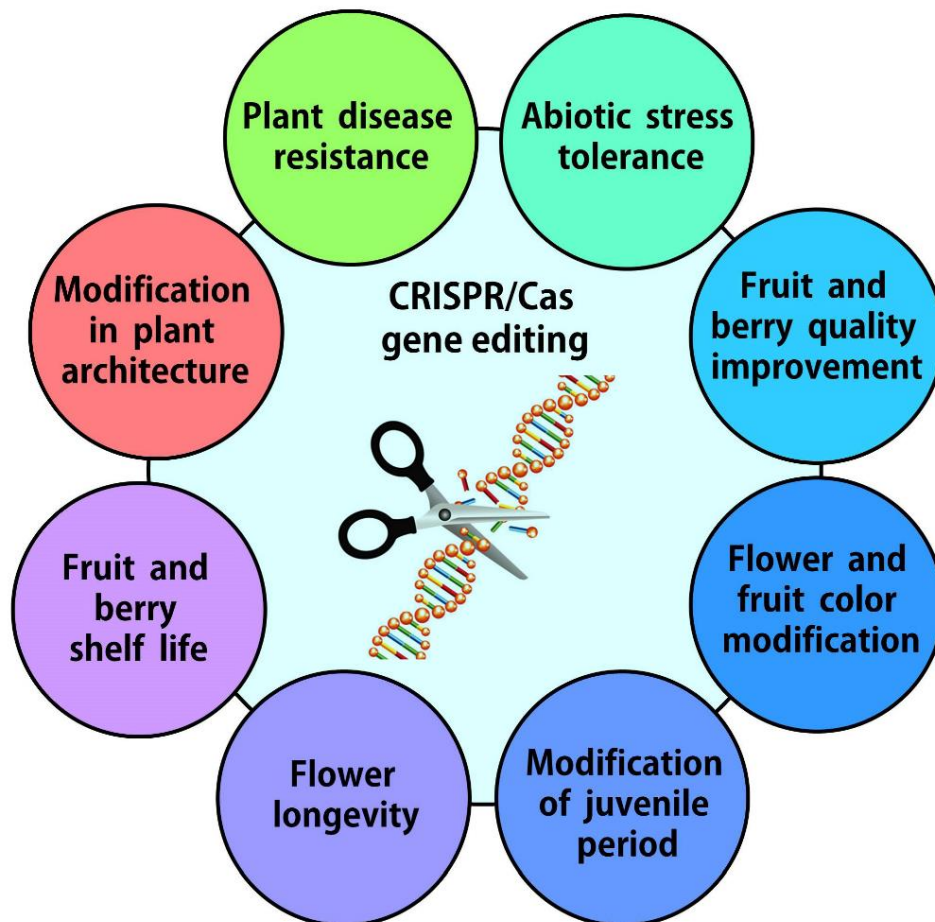 Plant disease
resistance
Abiotic stress
tolerance
CRISPR/Cas
gene editing
Modification
in plant
architecture
Fruit and
berry quality
improvement
Fruit and
berry
shelf life
Flower and
fruit color
modification
Flower
longevity
Modification
of juvenile
period